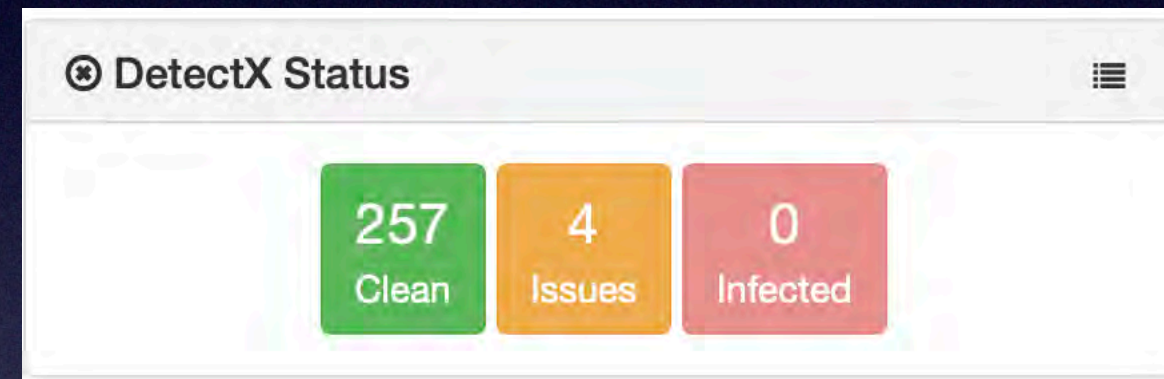 DetectX Status
257
Clean
4
Issues
0
Infected